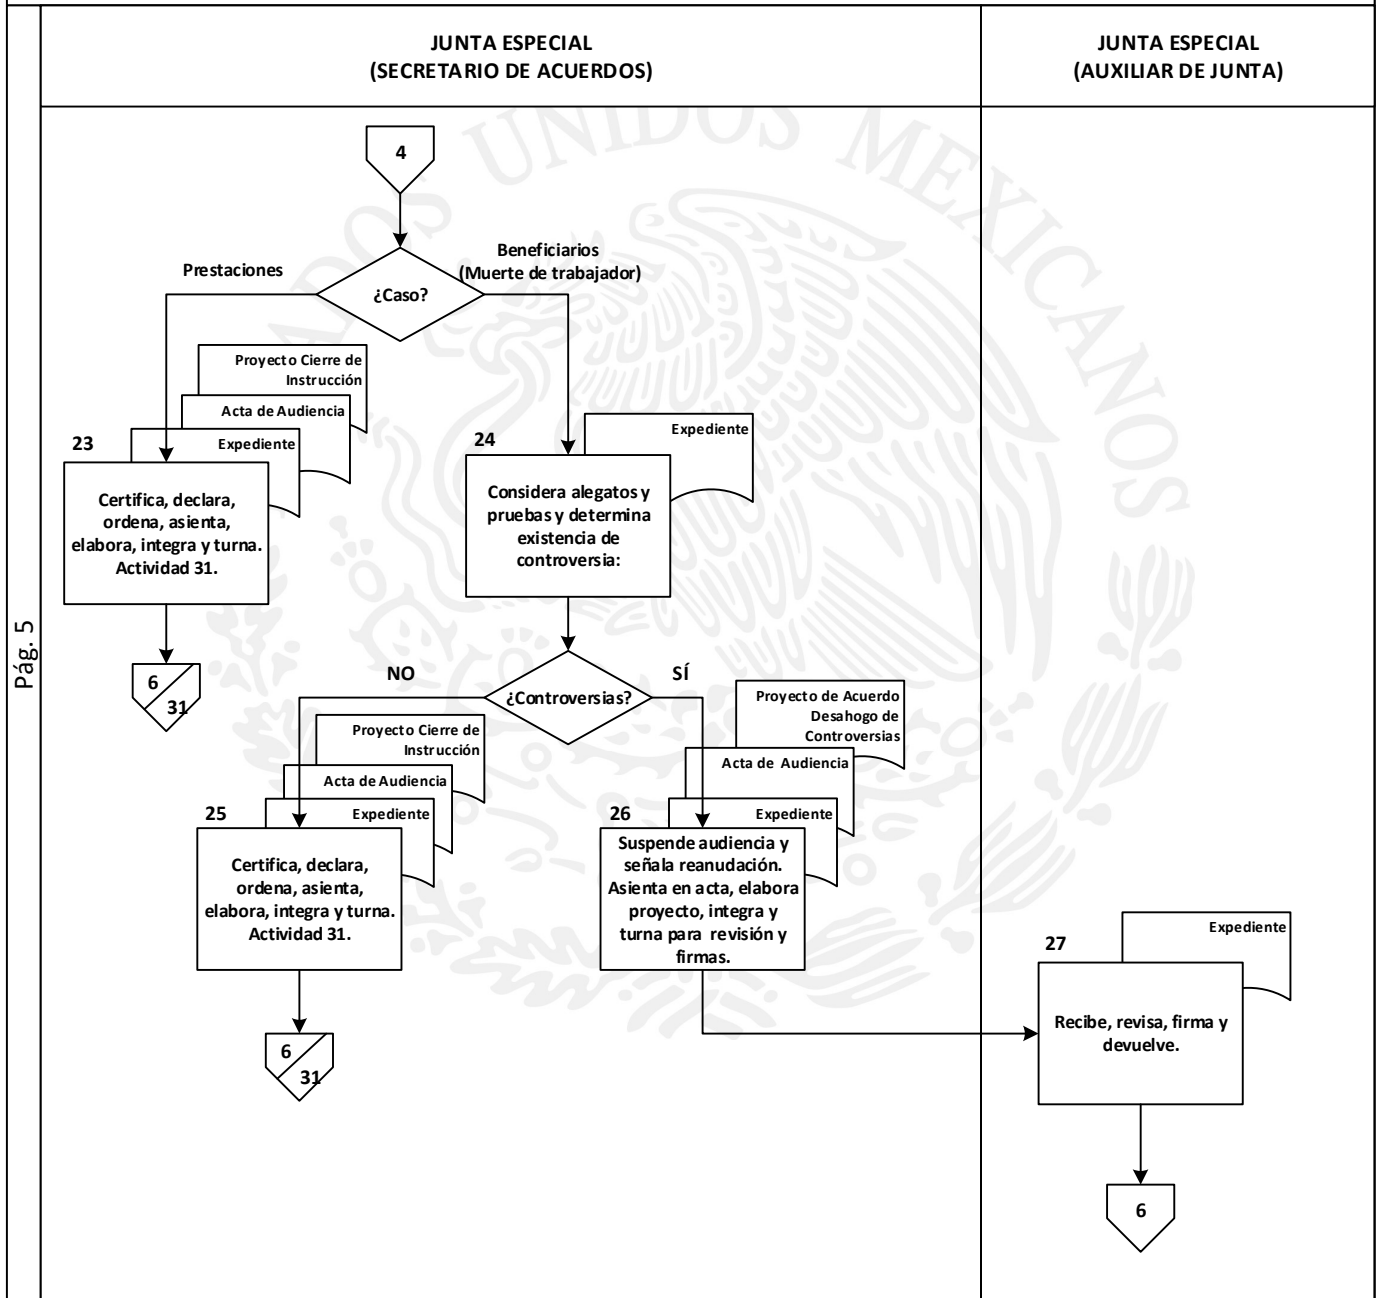 JUNTA ESPECIAL
(SECRETARIO DE ACUERDOS)
JUNTA ESPECIAL
(AUXILIAR DE JUNTA)
ADOS UNIDOS MEXICANOS
Pág. 5
4
¿Caso?
Prestaciones
Beneficiarios
(Muerte de trabajador)
Proyecto Cierre de
Instrucción
Acta de Audiencia
Expediente
23
Certifica, declara,
ordena, asienta,
elabora, integra y turna.
Actividad 31.
6
31
24
Expediente
Considera alegatos y
pruebas y determina
existencia de
controversia:
¿Controversias?
NO
SÍ
Proyecto Cierre de
Instrucción
Acta de Audiencia
Expediente
25
Certifica, declara,
ordena, asienta,
elabora, integra y turna.
Actividad 31.
6
31
Proyecto de Acuerdo
Desahogo de
Controversias
Acta de Audiencia
Expediente
26
Suspende audiencia y
señala reanudación.
Asienta en acta, elabora
proyecto, integra y
turna para revisión y
firmas.
27
Expediente
Recibe, revisa, firma y
devuelve.
6